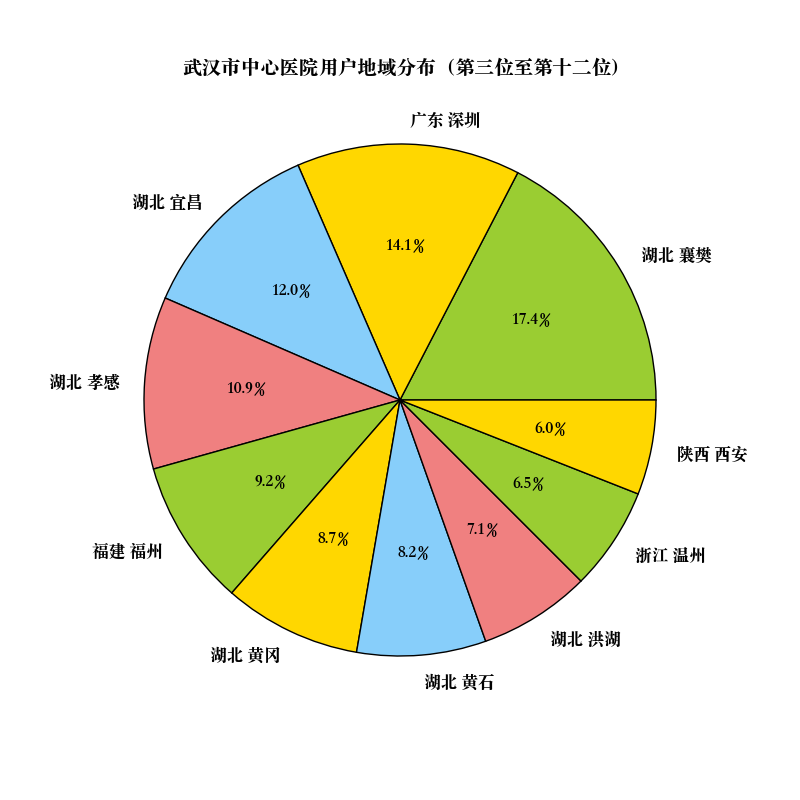 武汉市中心医院用户地域分布（第三位至第十二位）
广东 深圳
湖北 宜昌
湖北 襄樊
14.1%
12.0%
17.4%
湖北 孝感
10.9%
6.0%
陕西 西安
9.2%
6.5%
福建 福州
8.7%
8.2%
7.1%
浙江 温州
湖北 黄冈
湖北 洪湖
湖北 黄石